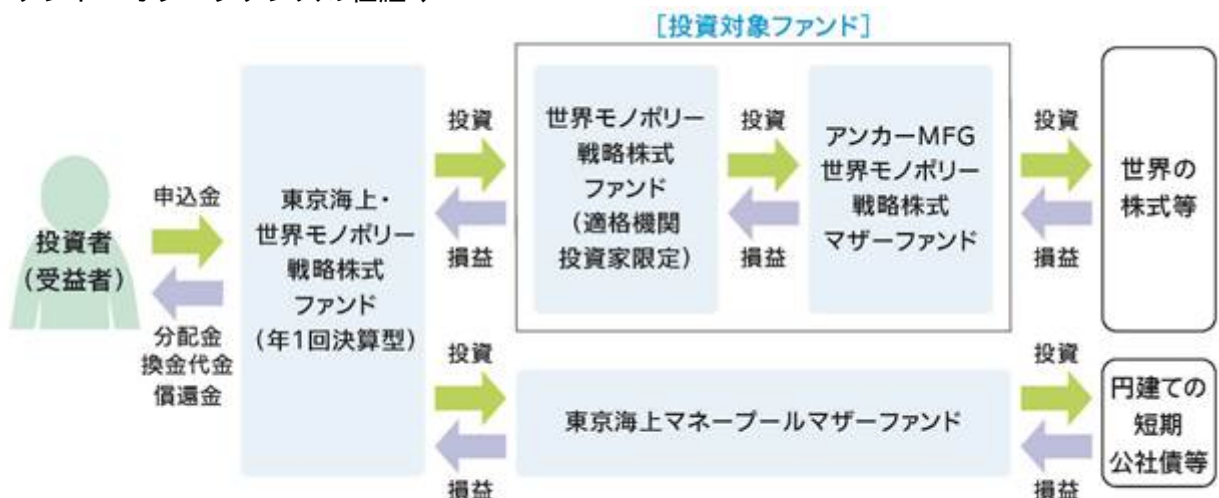 [投資対象ファンド]
投資者
(受益者)
申込金
分配金
換金代金
償還金
東京海上・
世界モノポリー
戦略株式
ファンド
(年1回決算型)
投資
損益
世界モノポリー
戦略株式
ファンド
(適格機関
投資家限定)
投資
損益
アンカーMFG
世界モノポリー
戦略株式
マザーファンド
投資
損益
世界の
株式等
投資
損益
東京海上マネープールマザーファンド
投資
損益
円建ての
短期
公社債等